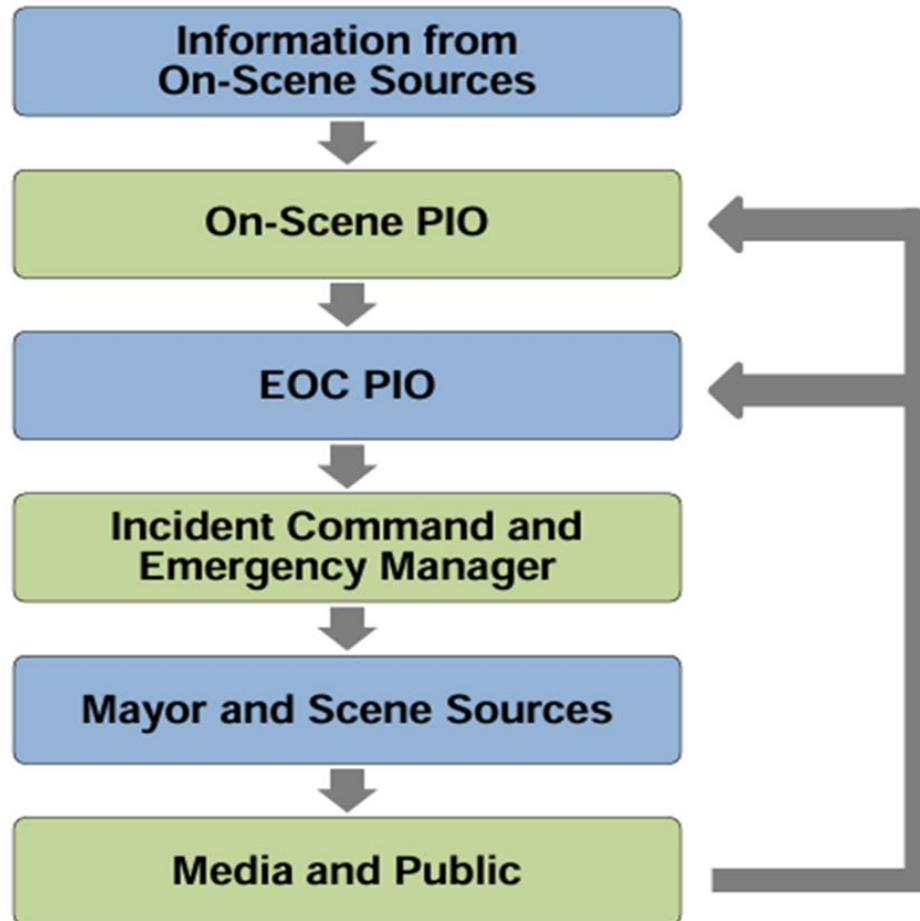 Information from
On-Scene Sources
On-Scene PIO
EOC PIO
Incident Command and
Emergency Manager
Mayor and Scene Sources
Media and Public